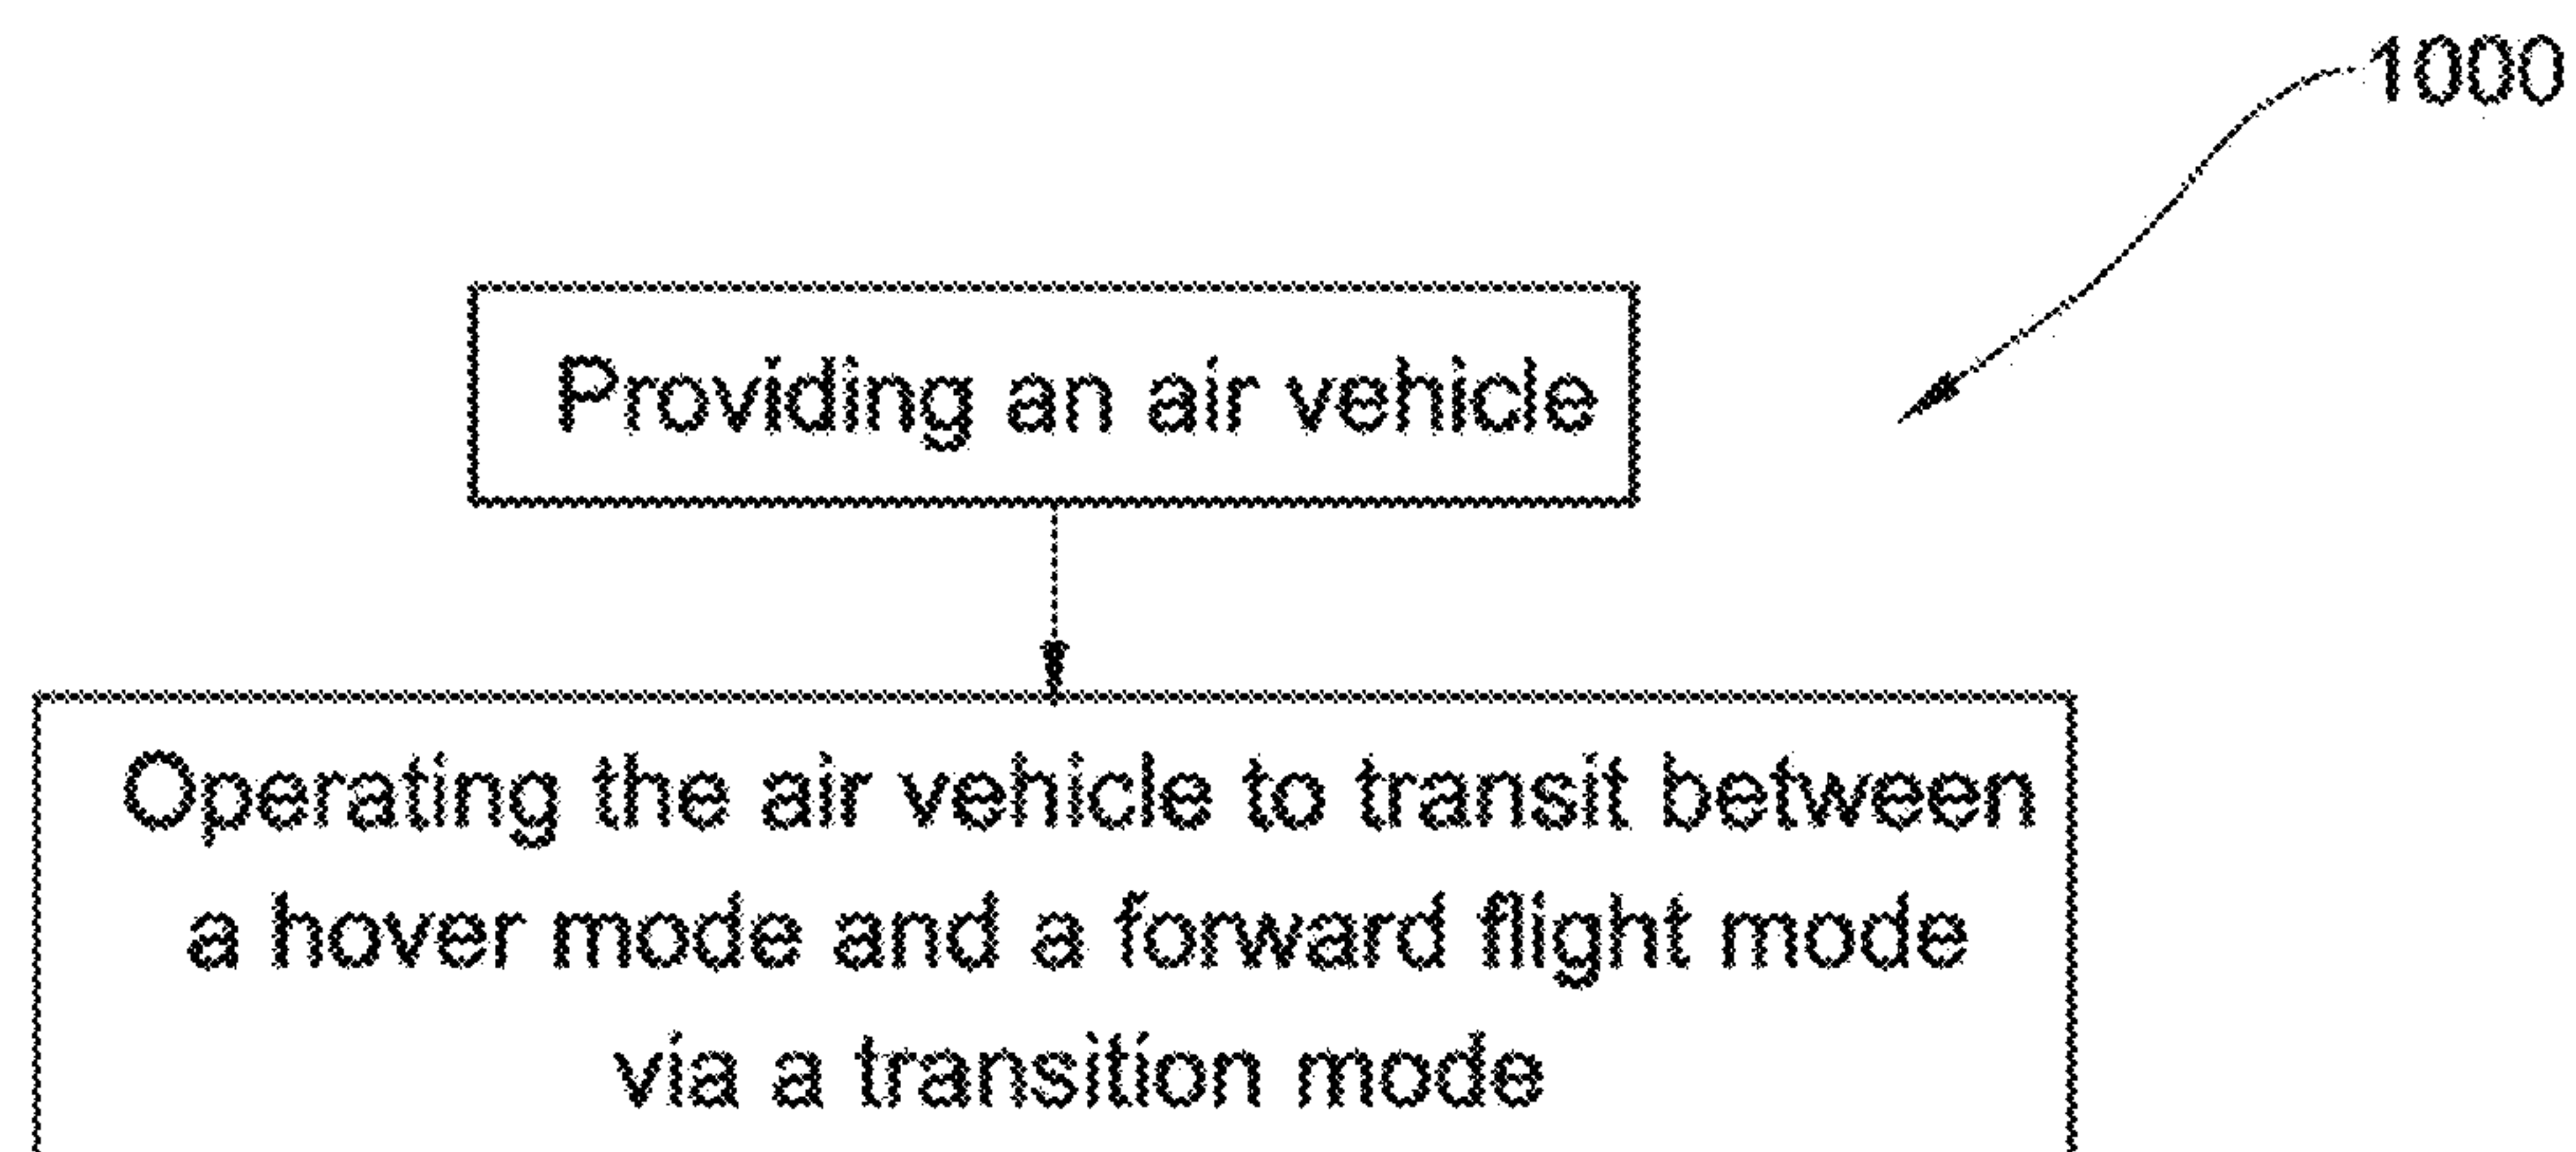 1000
Providing an air vehicle
Operating the air vehicle to transit between
a hover mode and a forward flight mode
via a transition mode